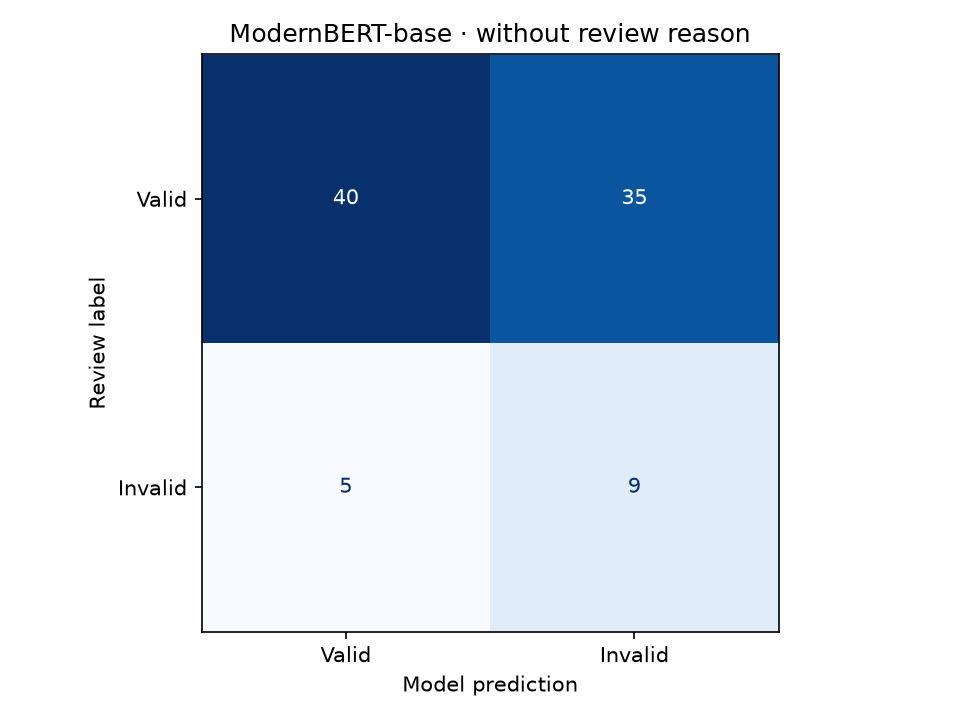 ModernBERT-base · without review reason
Valid
40
35
Review label
Invalid
5
9
Valid
Invalid
Model prediction